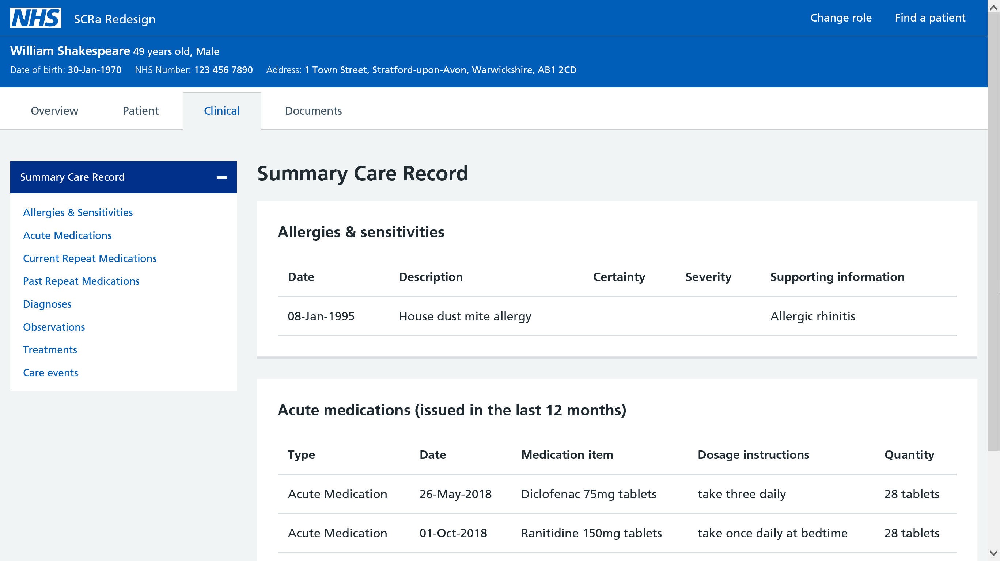 NHS SCRa Redesign Change role Find a patient
William Shakespeare 49 years old, Male
Date of birth: 30-Jan-1970 NHS Number: 123 456 7890 Address: 1 Town Street, Stratford-upon-Avon, Warwickshire, AB1 2CD
Overview Patient Clinical Documents
Summary Care Record
Allergies & Sensitivities
Acute Medications
Current Repeat Medications
Past Repeat Medications
Diagnoses
Observations
Treatments
Care events
Summary Care Record
Allergies & sensitivities
Date Description Certainty Severity Supporting information
08-Jan-1995 House dust mite allergy Allergic rhinitis
Acute medications (issued in the last 12 months)
Type Date Medication item Dosage instructions Quantity
Acute Medication 26-May-2018 Diclofenac 75mg tablets take three daily 28 tablets
Acute Medication 01-Oct-2018 Ranitidine 150mg tablets take once daily at bedtime 28 tablets